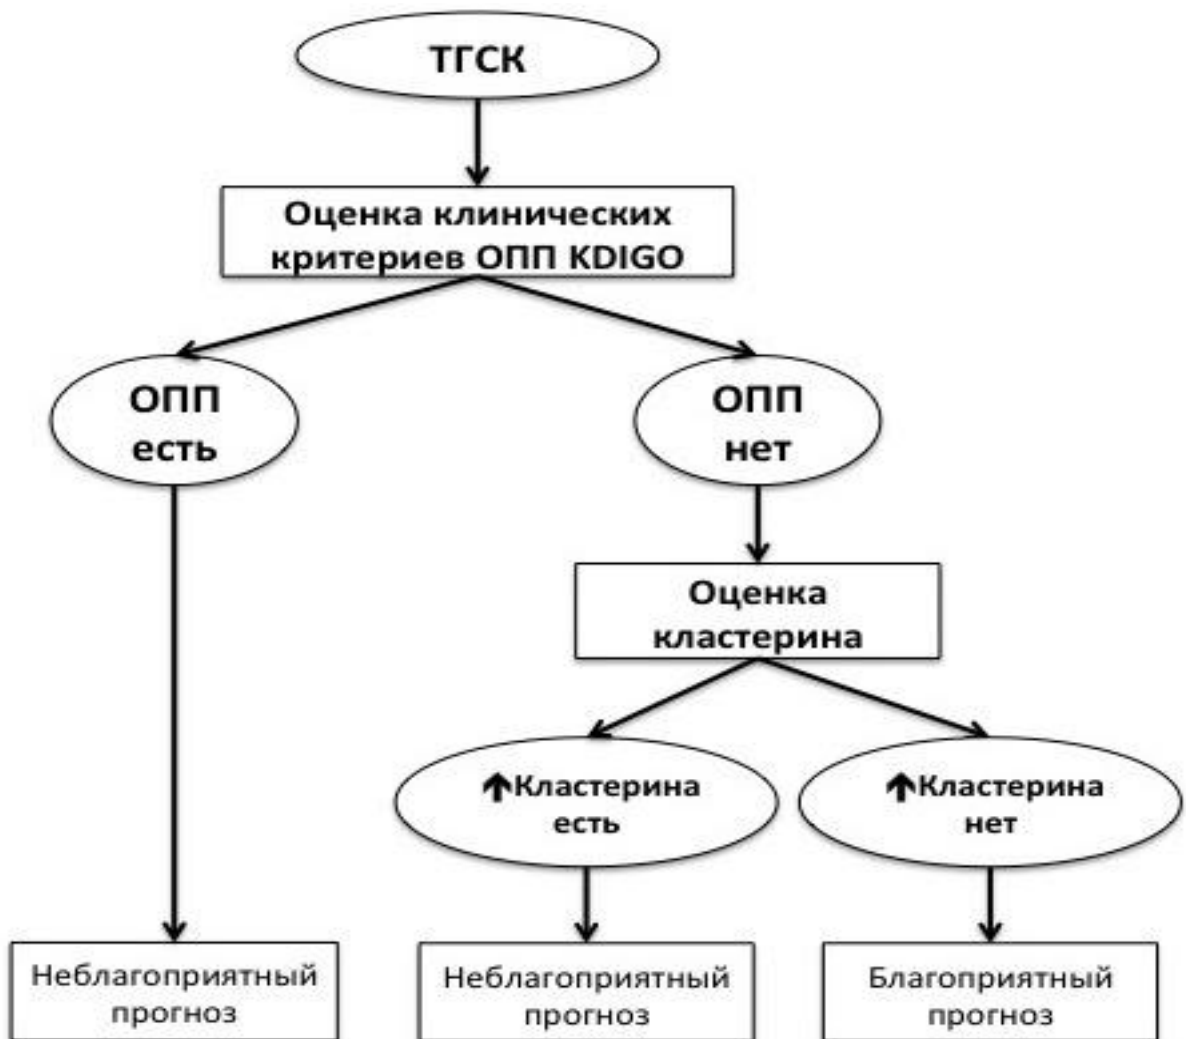 ТГСК
Оценка клинических
критериев ОПП KDIGO
ОПП
есть
ОПП
нет
Оценка
кластерина
↑Кластерина
есть
↑Кластерина
нет
Неблагоприятный
прогноз
Неблагоприятный
прогноз
Благоприятный
прогноз